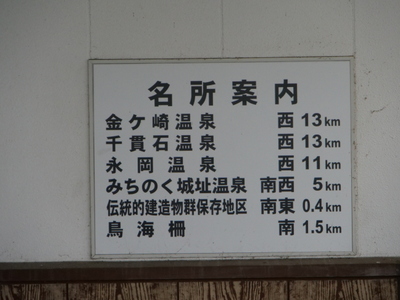 名所案内
金ケ崎温泉 西 13km
千貫石温泉 西 13km
永岡温泉 西 11km
みちのく城址温泉 南西 5km
伝統的建造物群保存地区 南東 0.4km
鳥海柵 南 1.5km